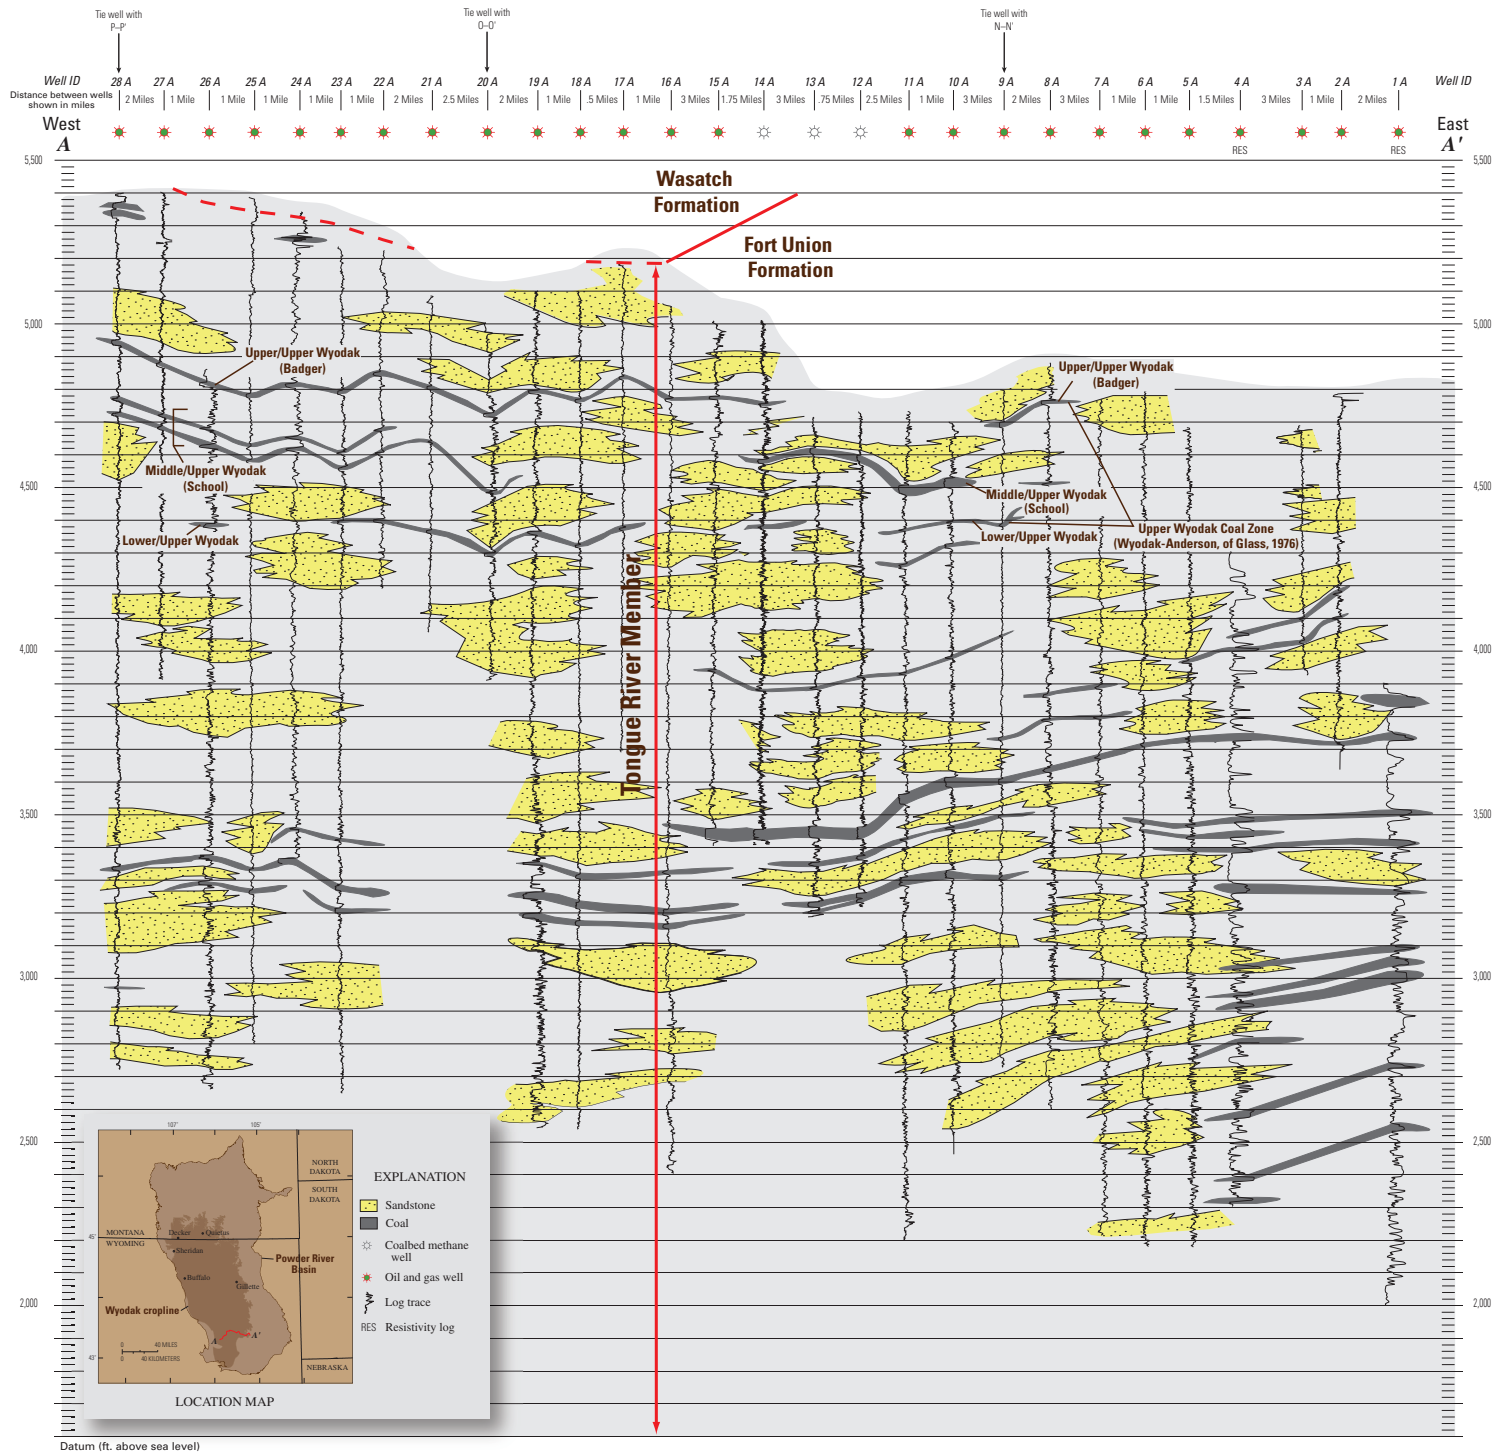 Tie well with
P–P'
Tie well with
O–O'
Tie well with
N–N'
Well ID
28 A
27 A
26 A
25 A
24 A
23 A
22 A
21 A
20 A
19 A
18 A
17 A
16 A
15 A
14 A
13 A
12 A
11 A
10 A
9 A
8 A
7 A
6 A
5 A
4 A
3 A
2 A
1 A
Well ID
Distance between wells
shown in miles
2 Miles
1 Mile
1 Mile
1 Mile
1 Mile
1 Mile
2 Miles
2.5 Miles
2 Miles
1 Mile
.5 Miles
1 Mile
3 Miles
1.75 Miles
3 Miles
.75 Miles
2.5 Miles
1 Mile
3 Miles
2 Miles
3 Miles
1 Mile
1 Mile
1.5 Miles
3 Miles
1 Mile
2 Miles
West
A
East
A'
RES
RES
5,500
5,500
Wasatch
Formation
Fort Union
Formation
5,000
5,000
Upper/Upper Wyodak
(Badger)
Upper/Upper Wyodak
(Badger)
Middle/Upper Wyodak
(School)
4,500
4,500
Middle/Upper Wyodak
(School)
Lower/Upper Wyodak
Lower/Upper Wyodak
Upper Wyodak Coal Zone
(Wyodak-Anderson, of Glass, 1976)
Tongue River Member
4,000
4,000
3,500
3,500
3,000
3,000
2,500
2,500
2,000
2,000
107°
105°
45°
43°
NORTH
DAKOTA
SOUTH
DAKOTA
MONTANA
WYOMING
Decker
Quietus
Sheridan
Powder River
Basin
Buffalo
Gillette
Wyodak cropline
A
A'
0 40 MILES
0 40 KILOMETERS
NEBRASKA
LOCATION MAP
EXPLANATION
Sandstone
Coal
Coalbed methane
well
Oil and gas well
Log trace
RES Resistivity log
Datum (ft. above sea level)